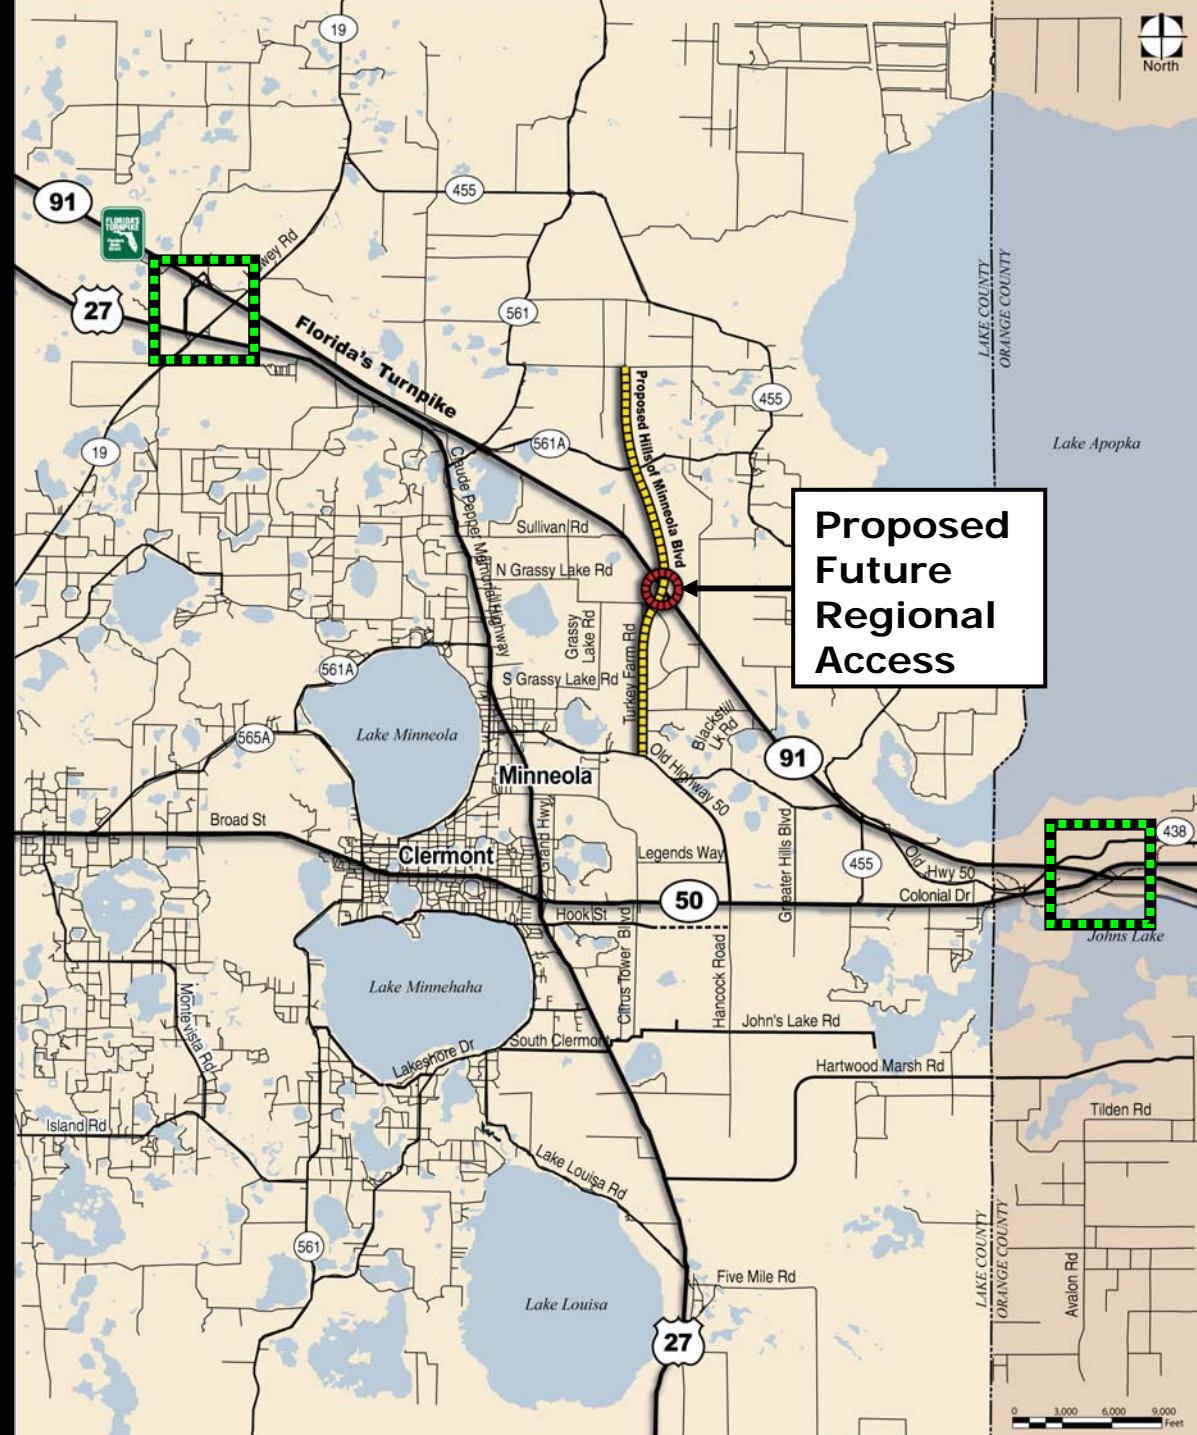 19
North
91
455
FLORIDA'S
TURNPIKE
wey Rd
27
561
LAKE COUNTY
ORANGE COUNTY
Florida's Turnpike
Proposed Hills of Minneola Blvd
455
561A
19
Lake Apopka
Claude Pepper Memorial Highway
Sullivan Rd
Proposed
Future
Regional
Access
N Grassy Lake Rd
Grassy
Lake Rd
Turkey Farm Rd
561A
S Grassy Lake Rd
Blackstill
Lk Rd
565A
Lake Minneola
91
Minneola
Old Highway 50
Broad St
Grand Hwy
Greater Hills Blvd
438
Clermont
Legends Way
455
Old
Hwy 50
50
Colonial Dr
Hook St
Citrus Tower Blvd
Hancock Road
Johns Lake
Lake Minnehaha
Montevista Rd
John's Lake Rd
South Clermont
Lakeshore Dr
Hartwood Marsh Rd
Island Rd
Tilden Rd
Lake Louisa Rd
561
LAKE COUNTY
ORANGE COUNTY
Avalon Rd
Five Mile Rd
Lake Louisa
27
0 3,000 6,000 9,000
Feet